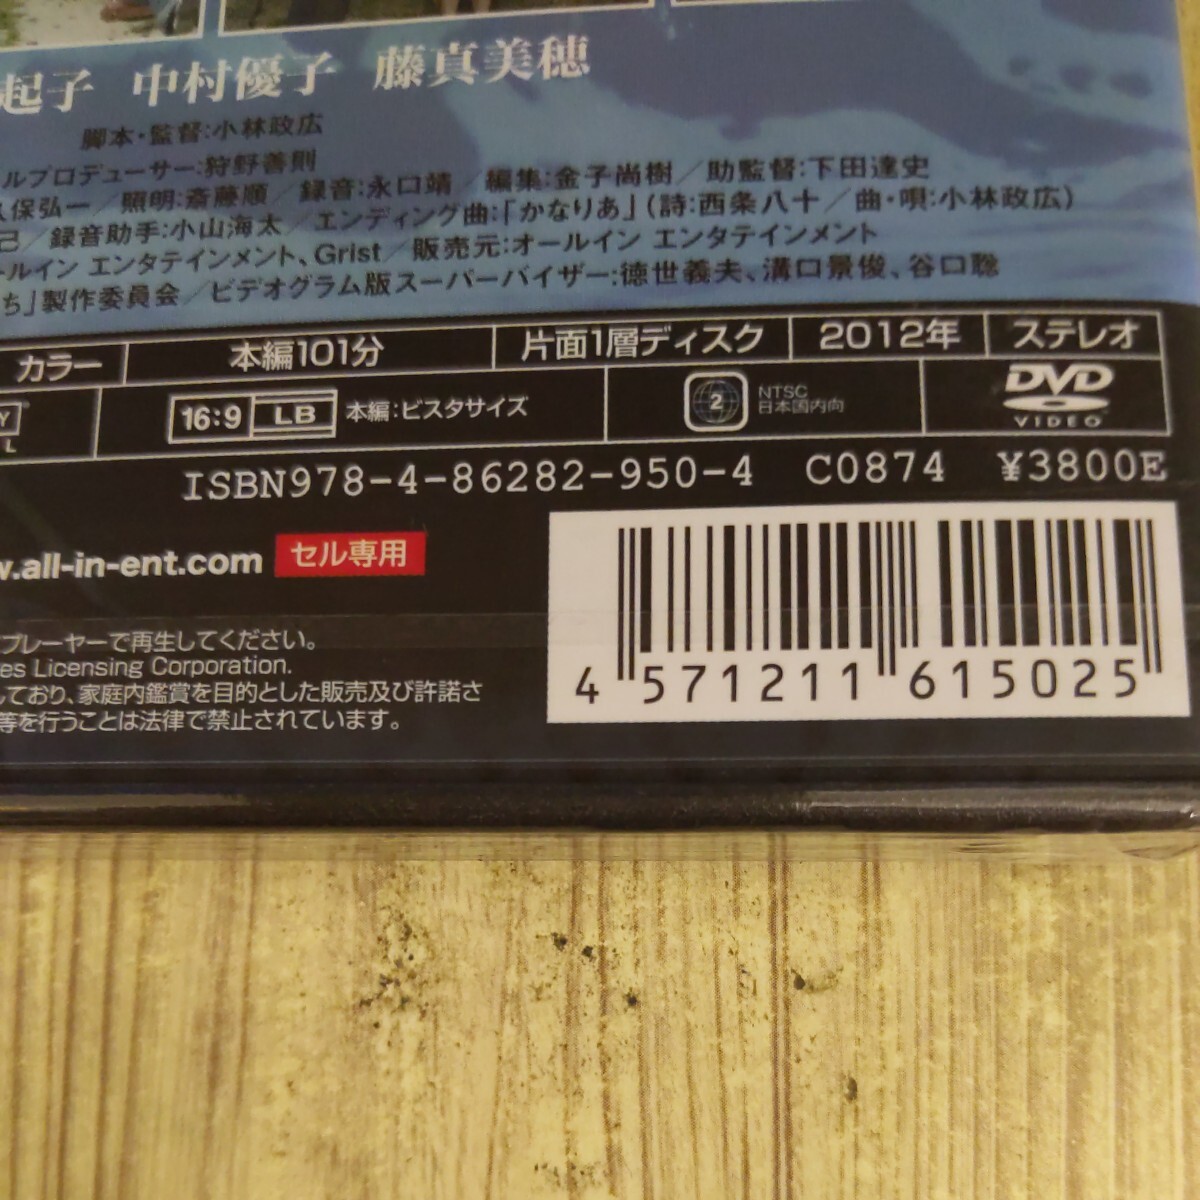 起子 中村優子 藤真美穂
脚本・監督:小林政広
ルプロデューサー:狩野善則
久保弘一／照明:斎藤順／録音:永口靖／編集:金子尚樹／助監督:下田達史
己／録音助手:小山海太／エンディング曲:「かなりあ」(詩:西条八十／曲・唄:小林政広)
ールイン エンタテインメント、Grist／販売元:オールイン エンタテインメント
ち」製作委員会／ビデオグラム版スーパーバイザー:徳世義夫、溝口景俊、谷口聡
カラー 本編101分 片面1層ディスク 2012年 ステレオ
Y L 16:9 LB 本編:ビスタサイズ 2 NTSC 日本国内向 DVD VIDEO
ISBN978-4-86282-950-4 C0874 ¥3800E
w.all-in-ent.com セル専用
プレーヤーで再生してください。
es Licensing Corporation.
しており、家庭内鑑賞を目的とした販売及び許諾さ
等を行うことは法律で禁止されています。
4 571211 615025